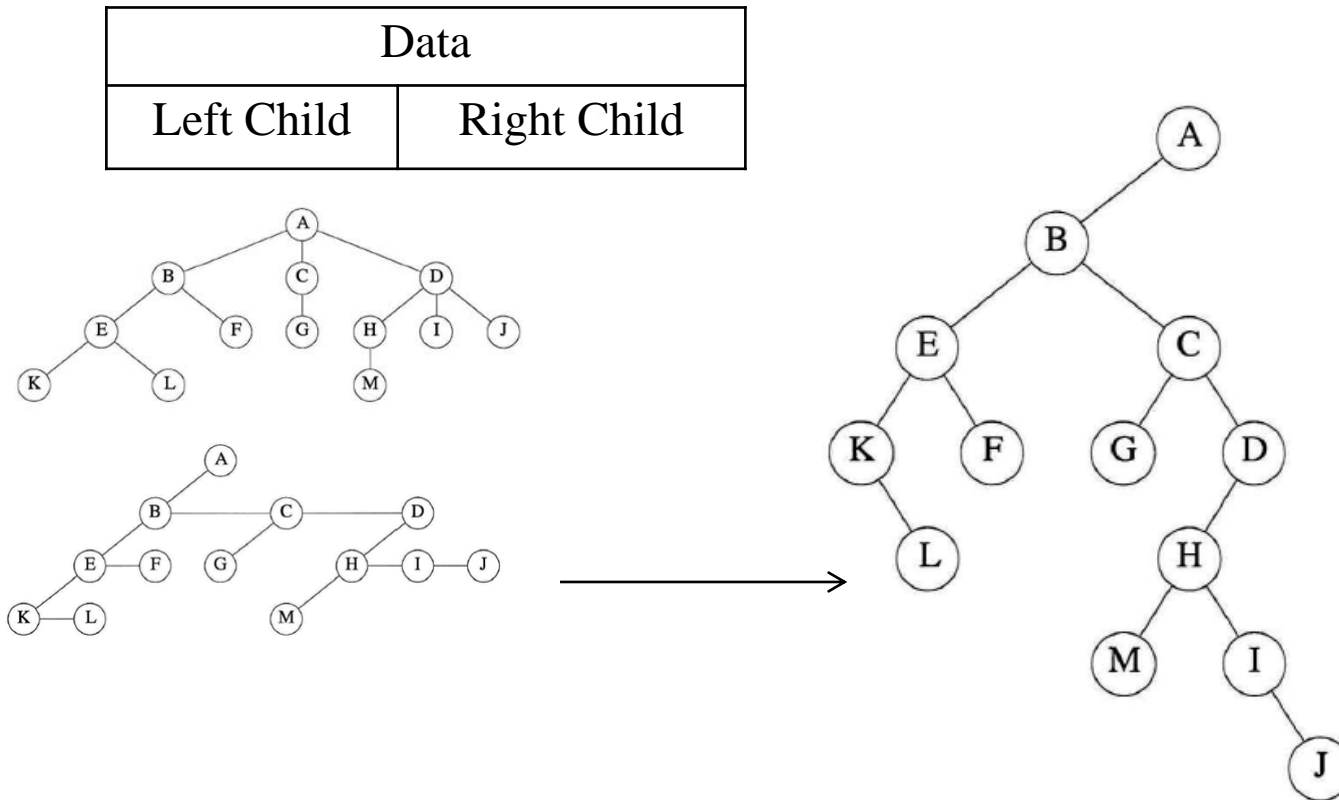 Data
Left Child Right Child
A
B C D
E F G H I J
K L M
A
B C D
E F G H I J
K L M
A
B
E C
K F G D
L H
M I
J